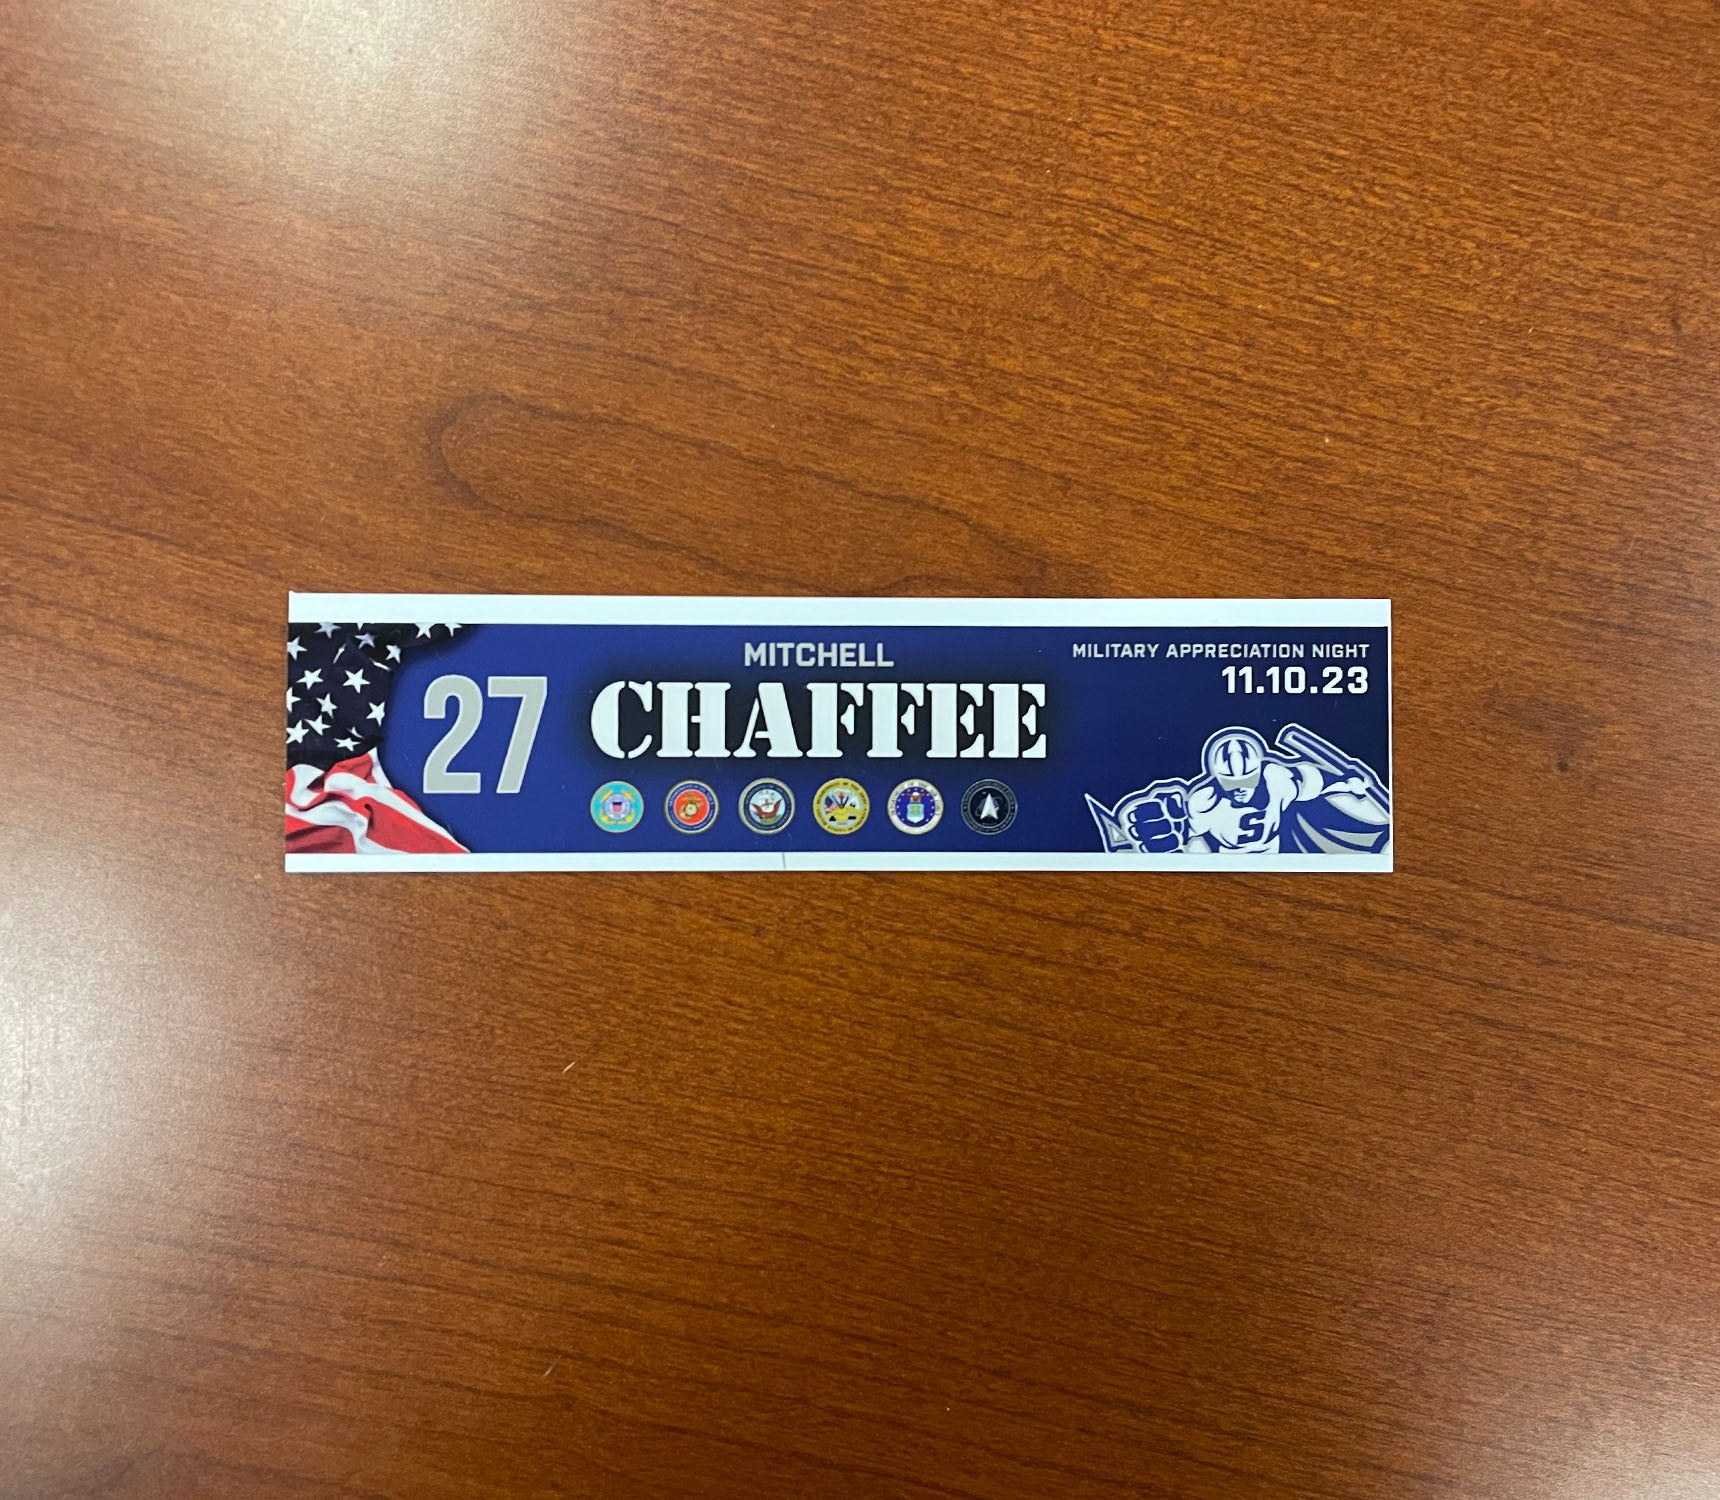 27
MITCHELL
CHAFFEE
MILITARY APPRECIATION NIGHT
11.10.23
S